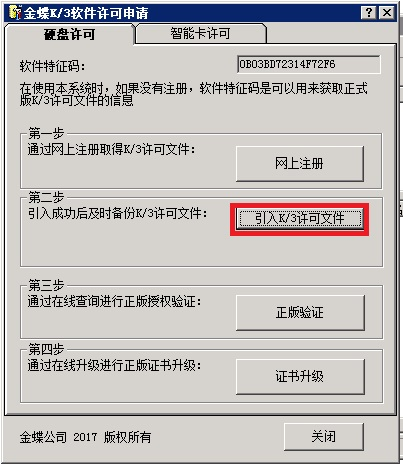 金蝶K/3软件许可申请
硬盘许可
智能卡许可
软件特征码：
0B03BD72314F72F6
在使用本系统时，如果没有注册，软件特征码是可以用来获取正式
版K/3许可文件的信息
第一步
通过网上注册取得K/3许可文件：
网上注册
第二步
引入成功后及时备份K/3许可文件：
引入K/3许可文件
第三步
通过在线查询进行正版授权验证：
正版验证
第四步
通过在线升级进行正版证书升级：
证书升级
金蝶公司 2017 版权所有
关闭